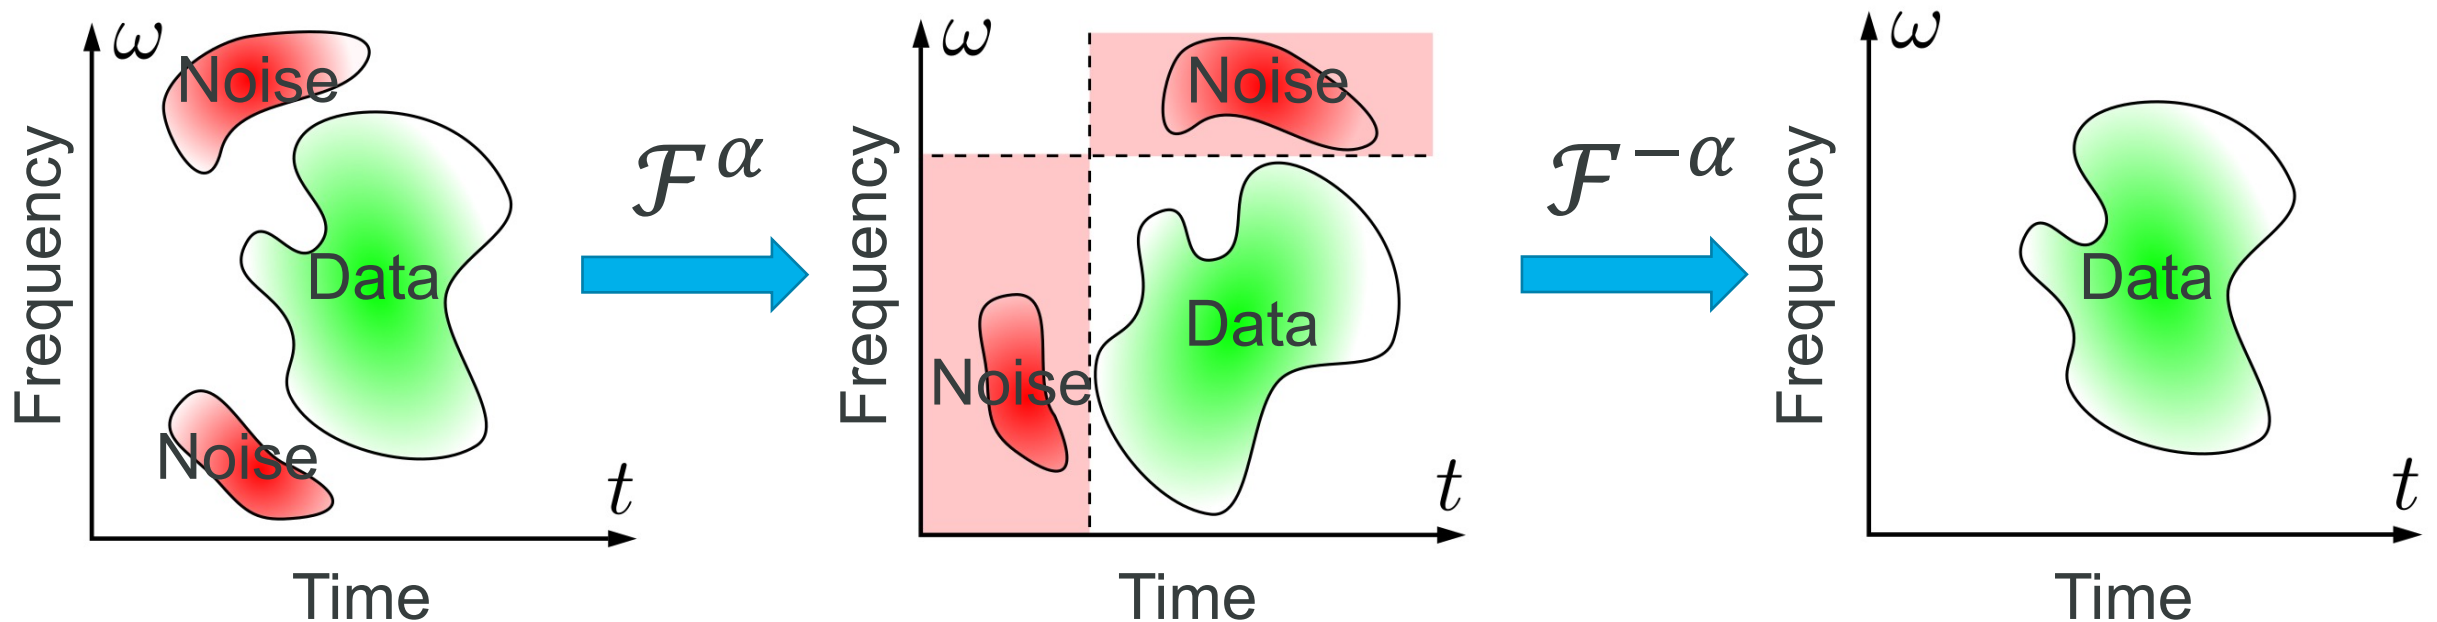 ω
Noise
Data
Noise
Frequency
t
Time
ℱ^α
ω
Noise
Data
Noise
Frequency
t
Time
ℱ^−α
ω
Data
Frequency
t
Time